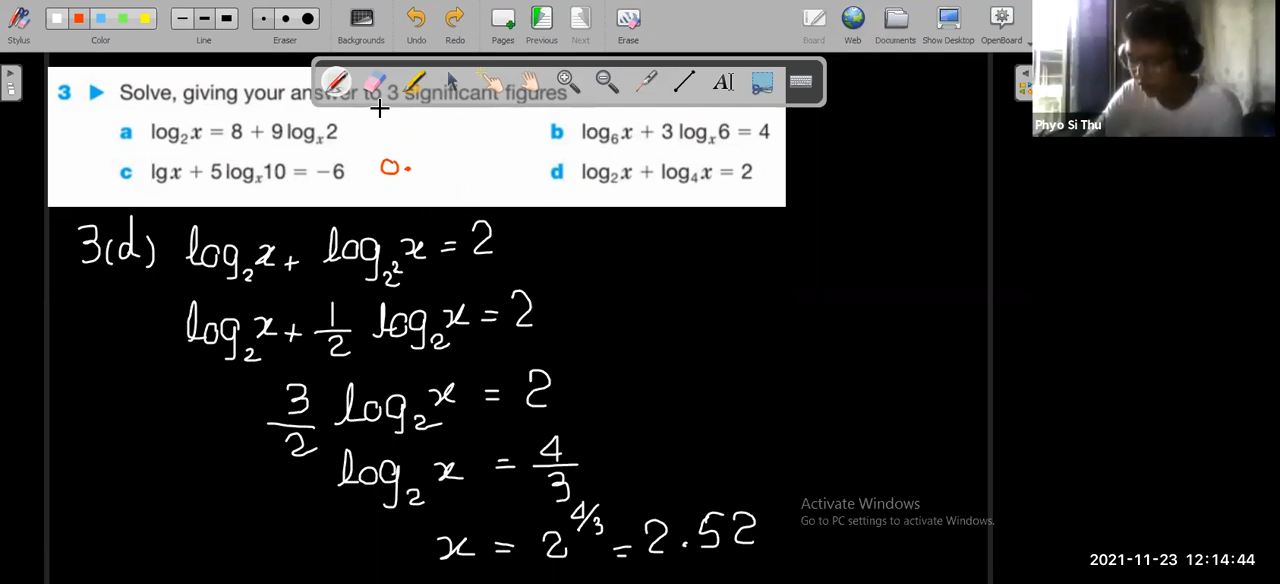 Stylus Color Line Eraser Backgrounds Undo Redo Pages Previous Next Erase Board Web Documents Show Desktop OpenBoard
3 Solve, giving your answer to 3 significant figures
a log₂x = 8 + 9 logₓ2
b log₆x + 3 logₓ6 = 4
c lgx + 5 logₓ10 = −6
0.
d log₂x + log₄x = 2
Phyo Si Thu
3(d) log₂x + log_{2²}x = 2
log₂x + 1/2 log₂x = 2
3/2 log₂x = 2
log₂x = 4/3
x = 2^{4/3} = 2.52
Activate Windows
Go to PC settings to activate Windows.
2021-11-23 12:14:44